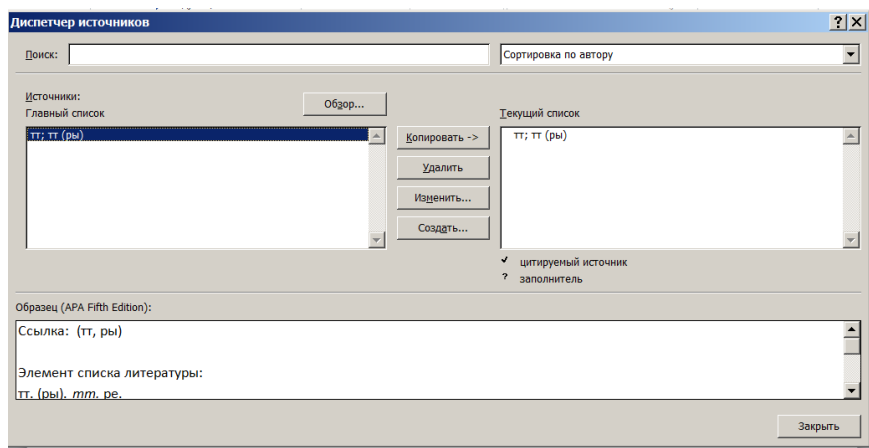 Диспетчер источников
Поиск:
Сортировка по автору
Источники:
Обзор...
Главный список
Текущий список
тт; тт (ры)
Копировать ->
тт; тт (ры)
Удалить
Изменить...
Создать...
цитируемый источник
? заполнитель
Образец (APA Fifth Edition):
Ссылка: (тт, ры)
Элемент списка литературы:
тт. (ры). тт. ре.
Закрыть